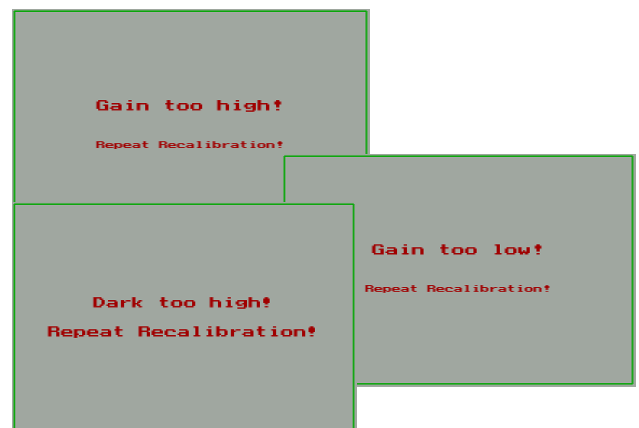 Gain too high!
Repeat Recalibration!
Gain too low!
Repeat Recalibration!
Dark too high!
Repeat Recalibration!